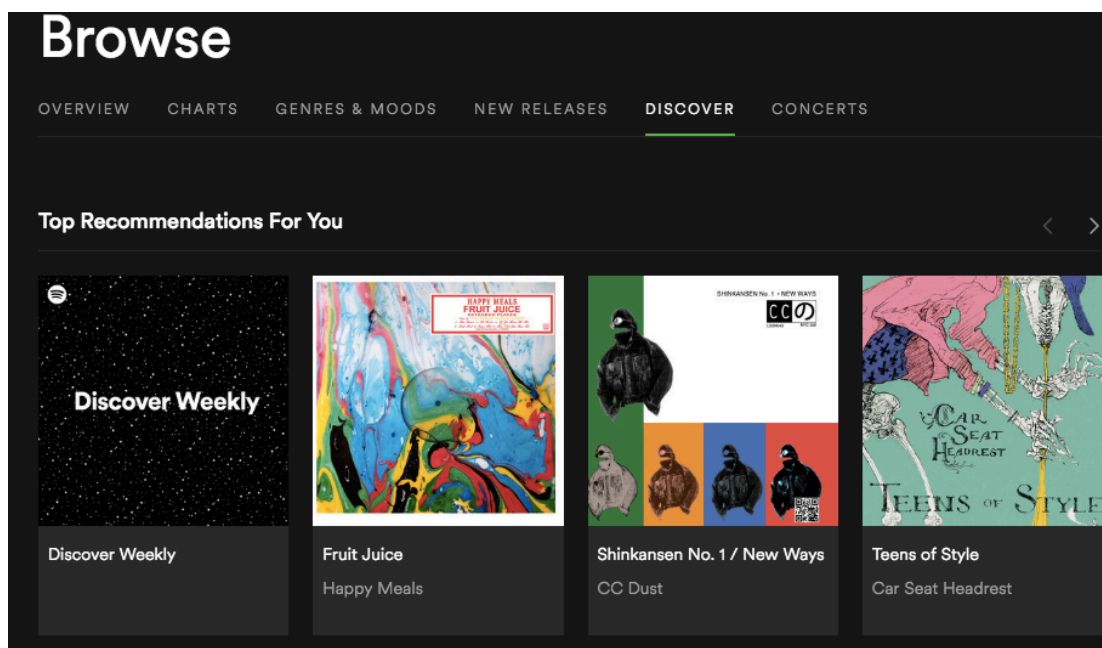 Browse
OVERVIEW CHARTS GENRES & MOODS NEW RELEASES DISCOVER CONCERTS
Top Recommendations For You
Discover Weekly
HAPPY MEALS
FRUIT JUICE
SHINKANSEN No. 1 • NEW WAYS
CCの
CAR
SEAT
HEADREST
TEENS OF STYLE
Discover Weekly
Fruit Juice
Happy Meals
Shinkansen No. 1 / New Ways
CC Dust
Teens of Style
Car Seat Headrest